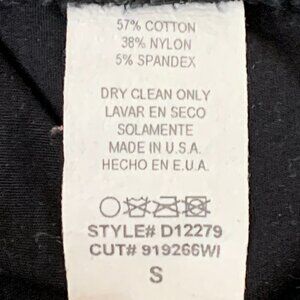 57% COTTON
38% NYLON
5% SPANDEX
DRY CLEAN ONLY
LAVAR EN SECO
SOLAMENTE
MADE IN U.S.A.
HECHO EN E.U.A.
STYLE# D12279
CUT# 919266WI
S